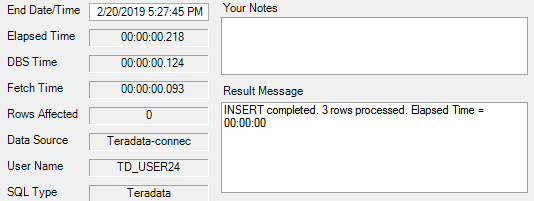 End Date/Time 2/20/2019 5:27:45 PM
Elapsed Time 00:00:00.218
DBS Time 00:00:00.124
Fetch Time 00:00:00.093
Rows Affected 0
Data Source Teradata-connec
User Name TD_USER24
SQL Type Teradata
Your Notes
Result Message
INSERT completed. 3 rows processed. Elapsed Time =
00:00:00